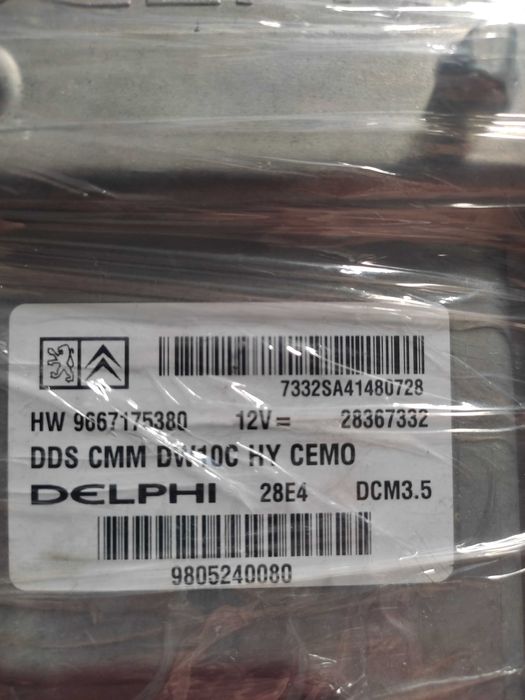 7332SA41480728
HW 9667175380 12V= 28367332
DDS CMM DW10C HY CEMO
DELPHI 28E4 DCM3.5
9805240080